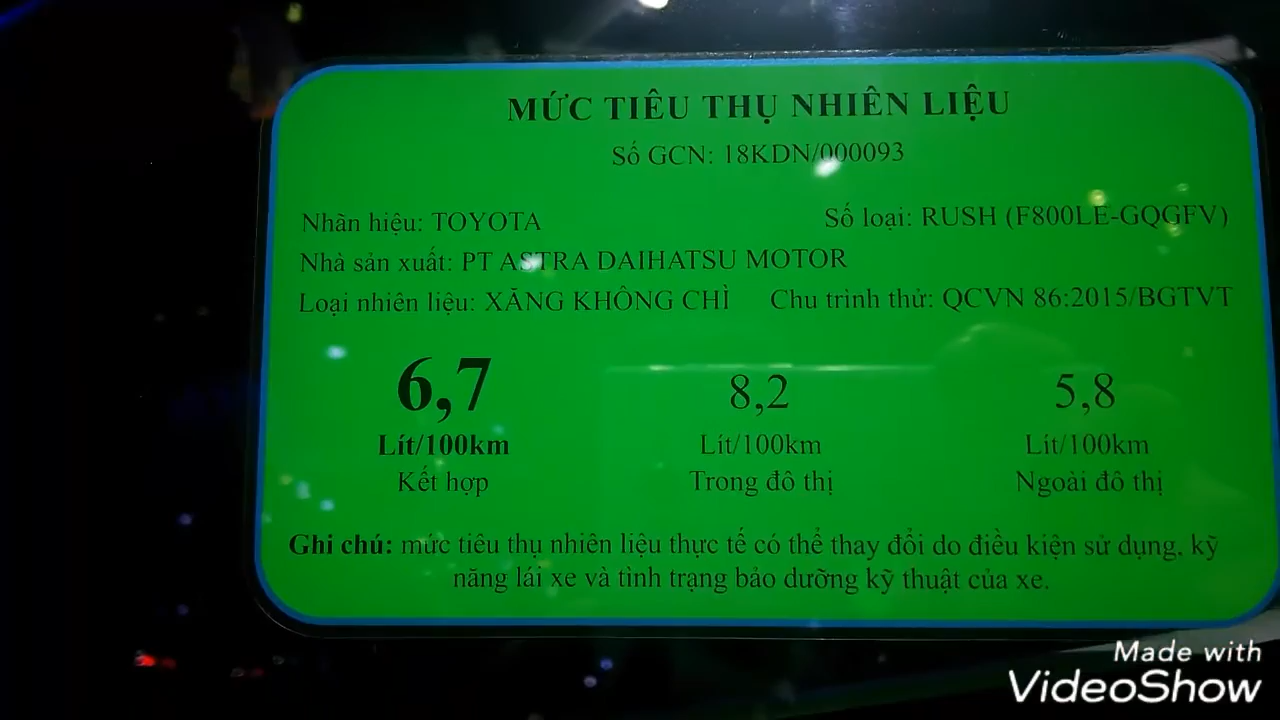 MỨC TIÊU THỤ NHIÊN LIỆU
Số GCN: 18KDN/000093
Nhãn hiệu: TOYOTA Số loại: RUSH (F800LE-GQGFV)
Nhà sản xuất: PT ASTRA DAIHATSU MOTOR
Loại nhiên liệu: XĂNG KHÔNG CHÌ Chu trình thử: QCVN 86:2015/BGTVT
6,7 8,2 5,8
Lít/100km Lít/100km Lít/100km
Kết hợp Trong đô thị Ngoài đô thị
Ghi chú: mức tiêu thụ nhiên liệu thực tế có thể thay đổi do điều kiện sử dụng, kỹ
năng lái xe và tình trạng bảo dưỡng kỹ thuật của xe.
Made with
VideoShow